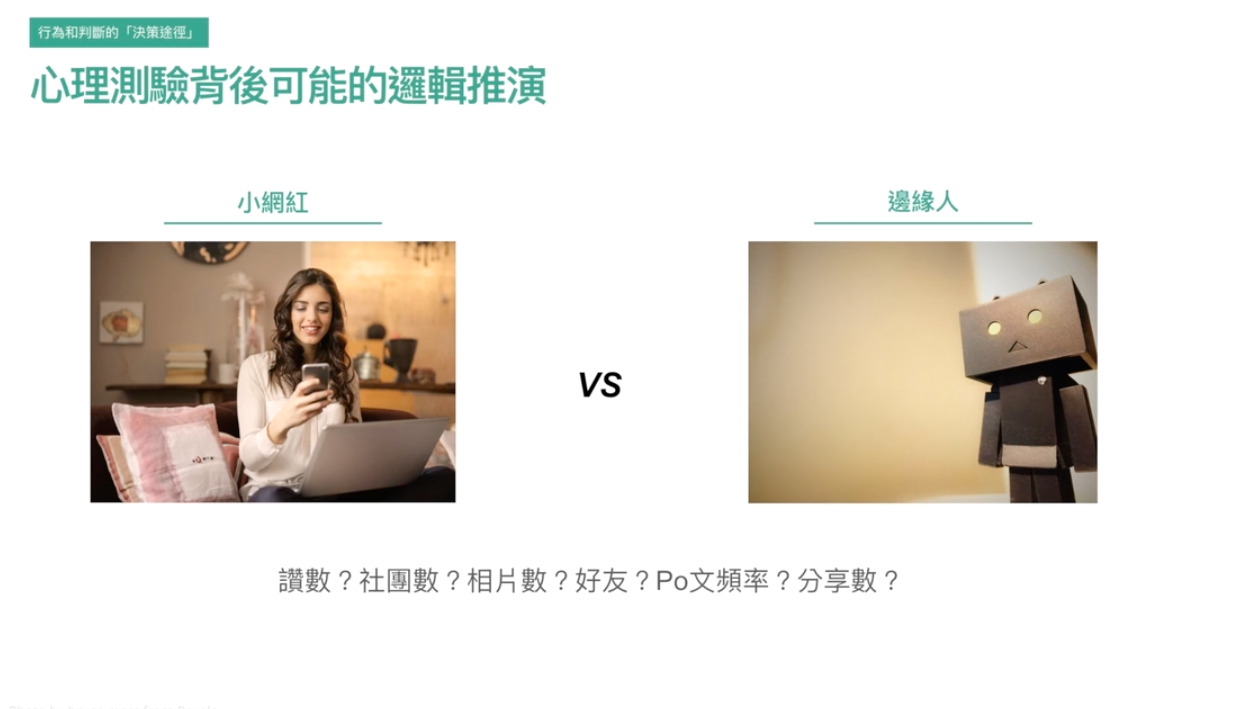 行為和判斷的「決策途徑」
心理測驗背後可能的邏輯推演
小網紅
邊緣人
VS
讚數？社團數？相片數？好友？Po文頻率？分享數？